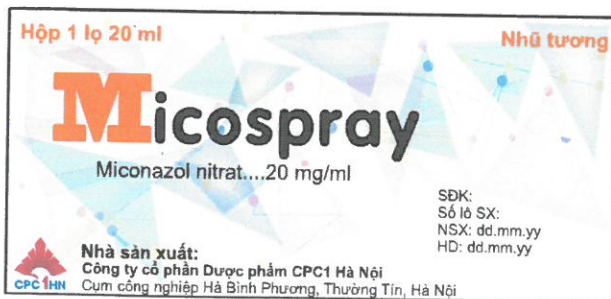 Hộp 1 lọ 20 ml
Nhũ tương
Micospray
Miconazol nitrat....20 mg/ml
SĐK:
Số lô SX:
NSX: dd.mm.yy
HD: dd.mm.yy
Nhà sản xuất:
Công ty cổ phần Dược phẩm CPC1 Hà Nội
Cụm công nghiệp Hà Bình Phương, Thường Tín, Hà Nội
CPC1HN